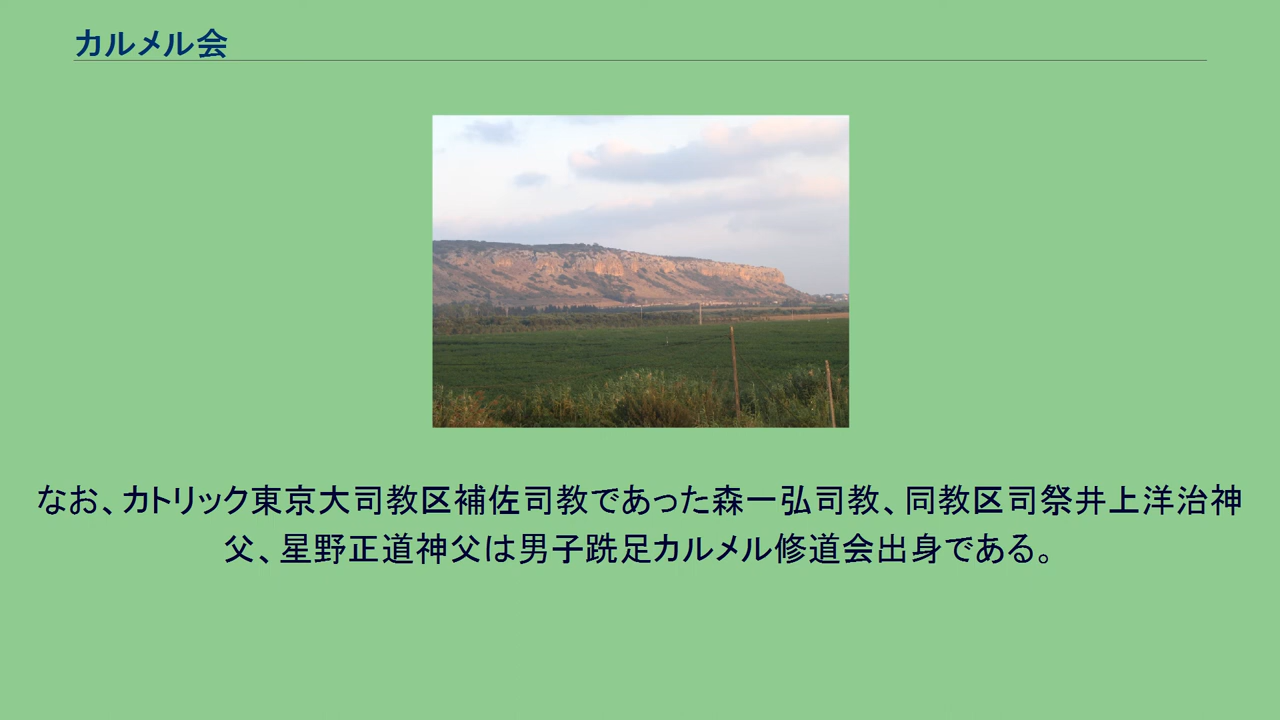 カルメル会
なお、カトリック東京大司教区補佐司教であった森一弘司教、同教区司祭井上洋治神
父、星野正道神父は男子跣足カルメル修道会出身である。